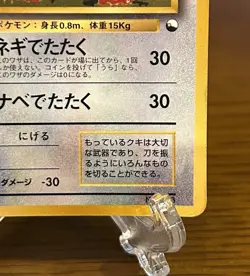 ポケモン：身長0.8m、体重15Kg
ネギでたたく 30
このワザは、このカードが場に出てから、1回
しか使えない。コインを投げて「うら」なら、
このワザのダメージは0になる。
ナベでたたく 30
にげる
ダメージ -30
もっているクキは大切
な武器であり、刀を振
るようにいろんなもの
を切ることができる。